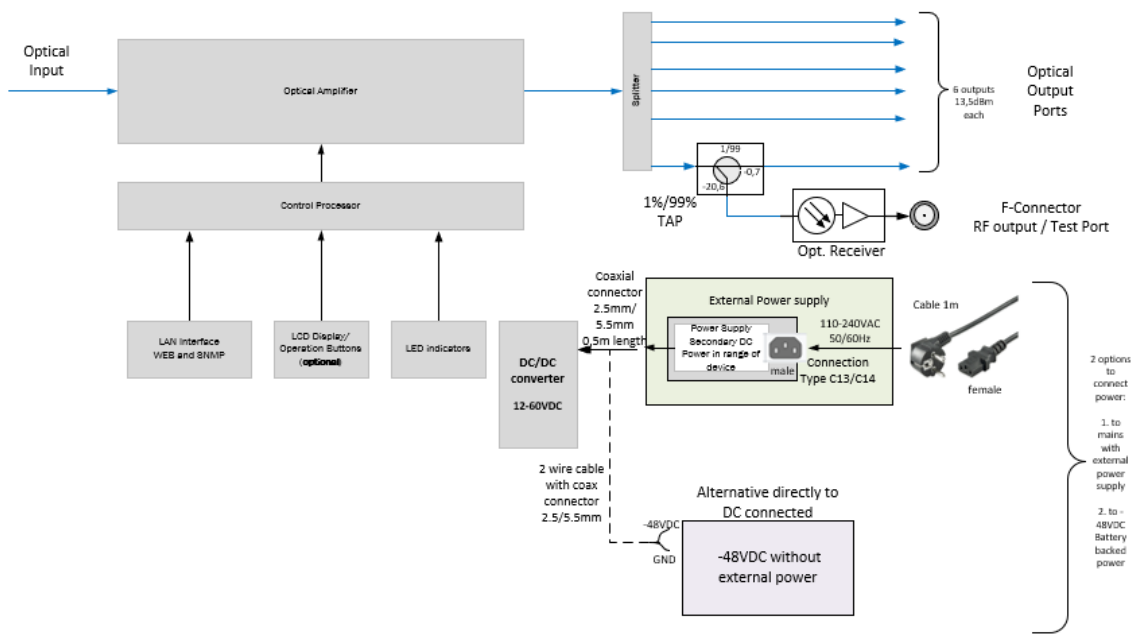 Optical
Input
Optical Amplifier
Splitter
6 outputs
13,5dBm
each
Optical
Output
Ports
1/99
-0,7
-20,6
1%/99%
TAP
Control Processor
Opt. Receiver
F-Connector
RF output / Test Port
LAN Interface
WEB and SNMP
LCD Display/
Operation Buttons
(optional)
LED indicators
Coaxial
connector
2.5mm/
5.5mm
0,5m length
DC/DC
converter
12-60VDC
External Power supply
Power Supply
Secondary DC
Power in range of
device
male
110-240VAC
50/60Hz
Connection
Type C13/C14
Cable 1m
female
2 options
to
connect
power:
1. to
mains
with
external
power
supply
2. to -
48VDC
Battery
backed
power
2 wire cable
with coax
connector
2.5/5.5mm
Alternative directly to
DC connected
-48VDC
GND
-48VDC without
external power